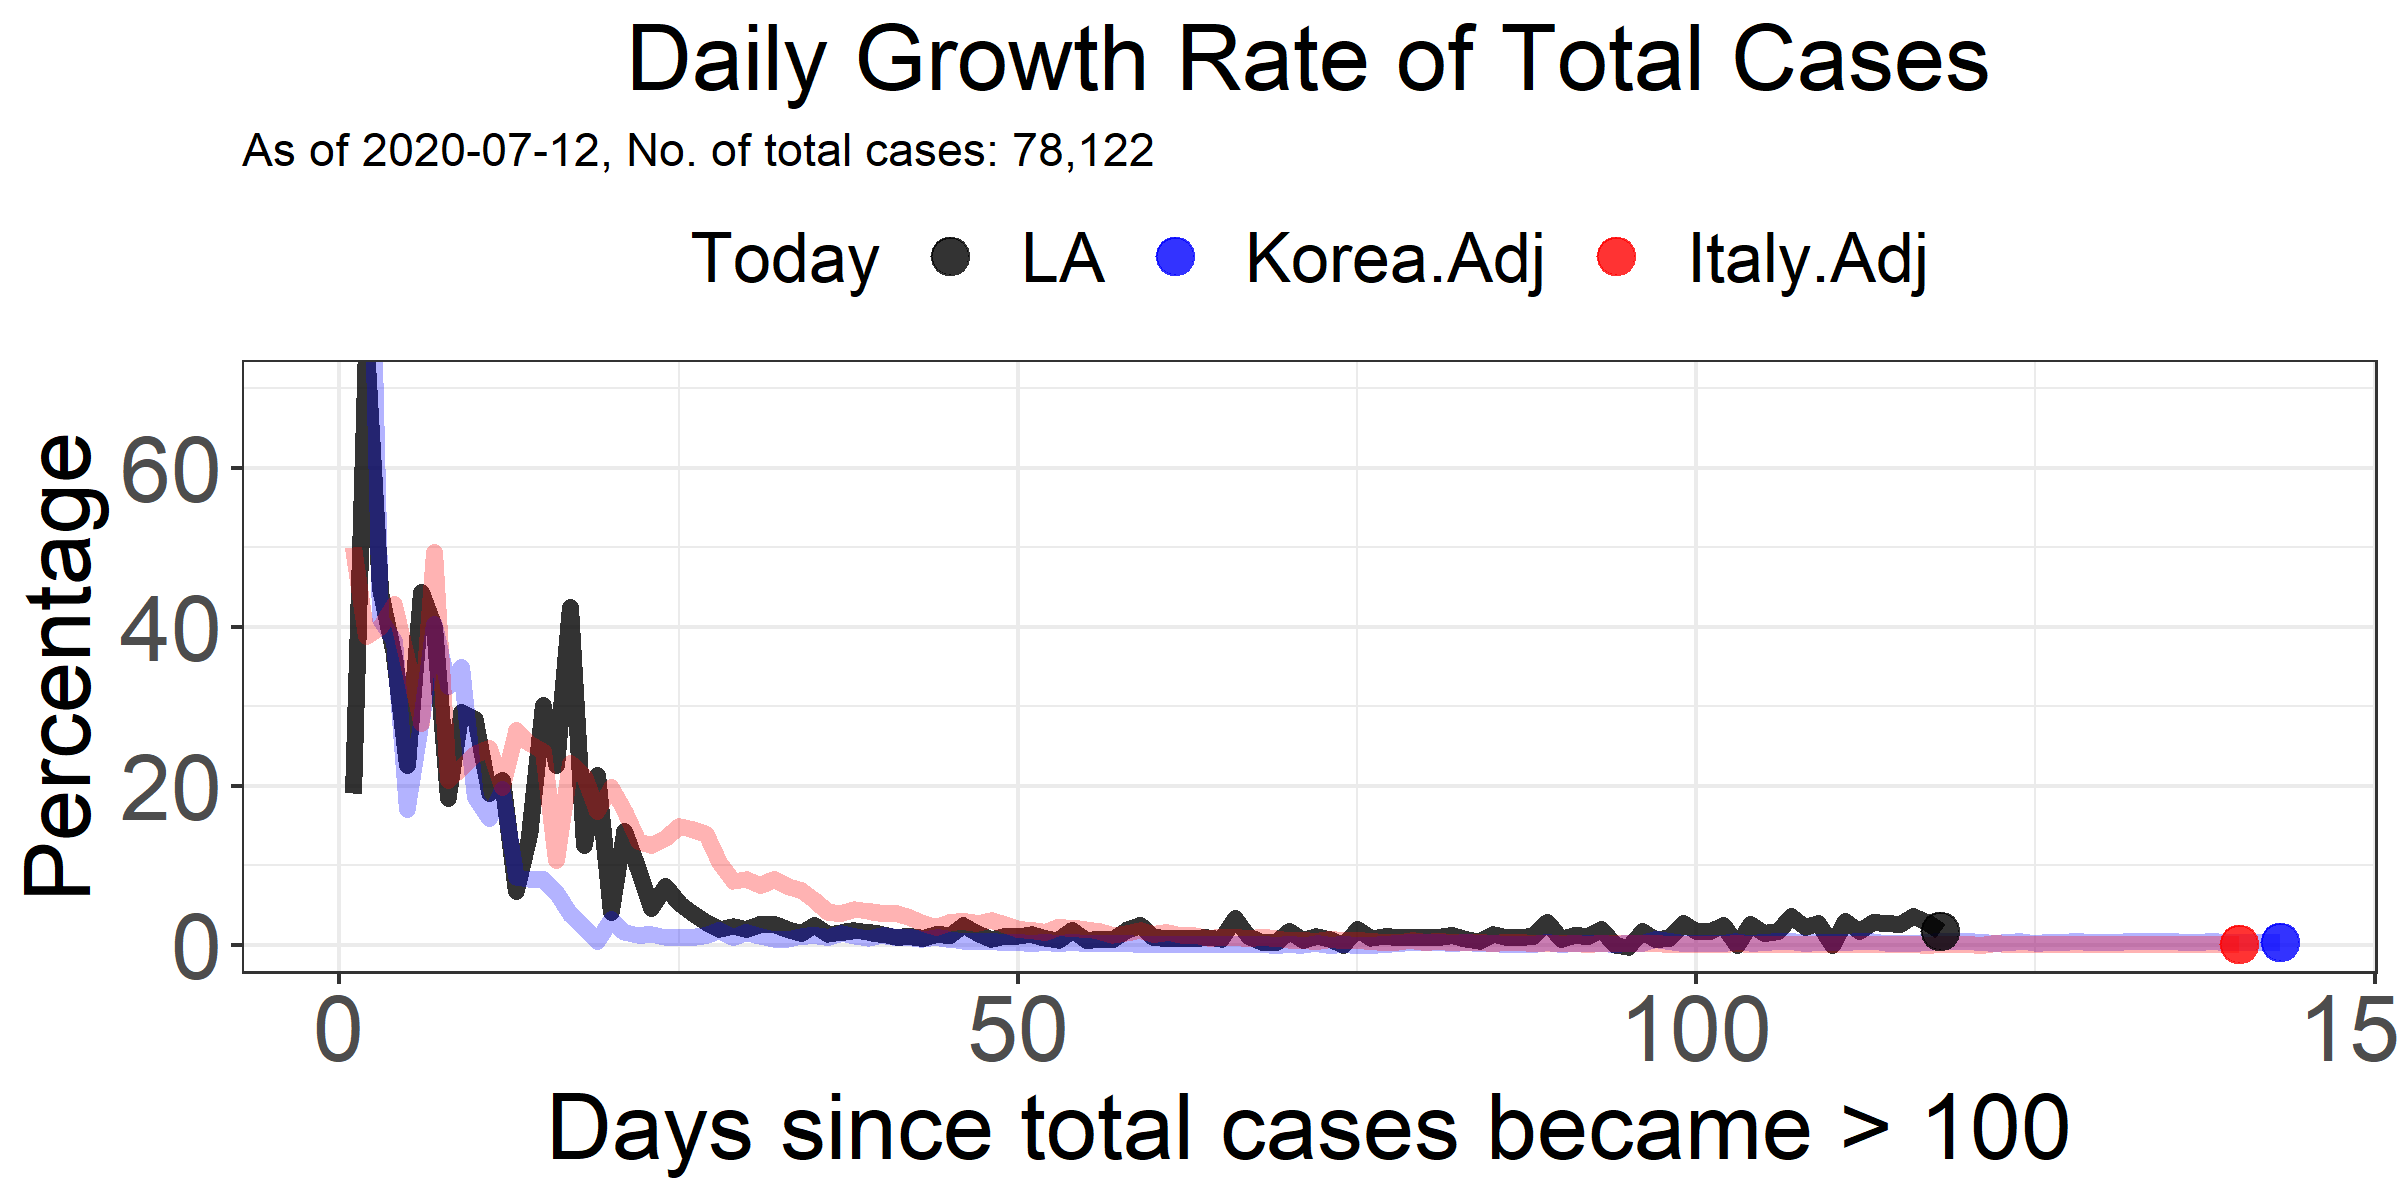 Daily Growth Rate of Total Cases
As of 2020-07-12, No. of total cases: 78,122
Today LA Korea.Adj Italy.Adj
Percentage
60
40
20
0
0 50 100 15
Days since total cases became > 100